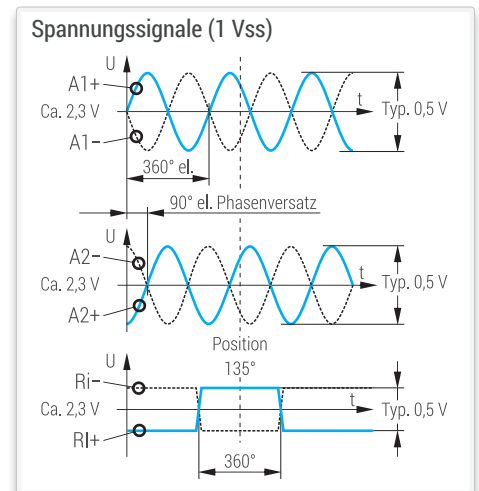 Spannungssignale (1 Vss)
U
A1+
Ca. 2,3 V
t
Typ. 0,5 V
A1-
360° el.
90° el. Phasenversatz
U
A2-
Ca. 2,3 V
t
Typ. 0,5 V
A2+
Position
135°
U
Ri-
Ca. 2,3 V
t
Typ. 0,5 V
RI+
360°